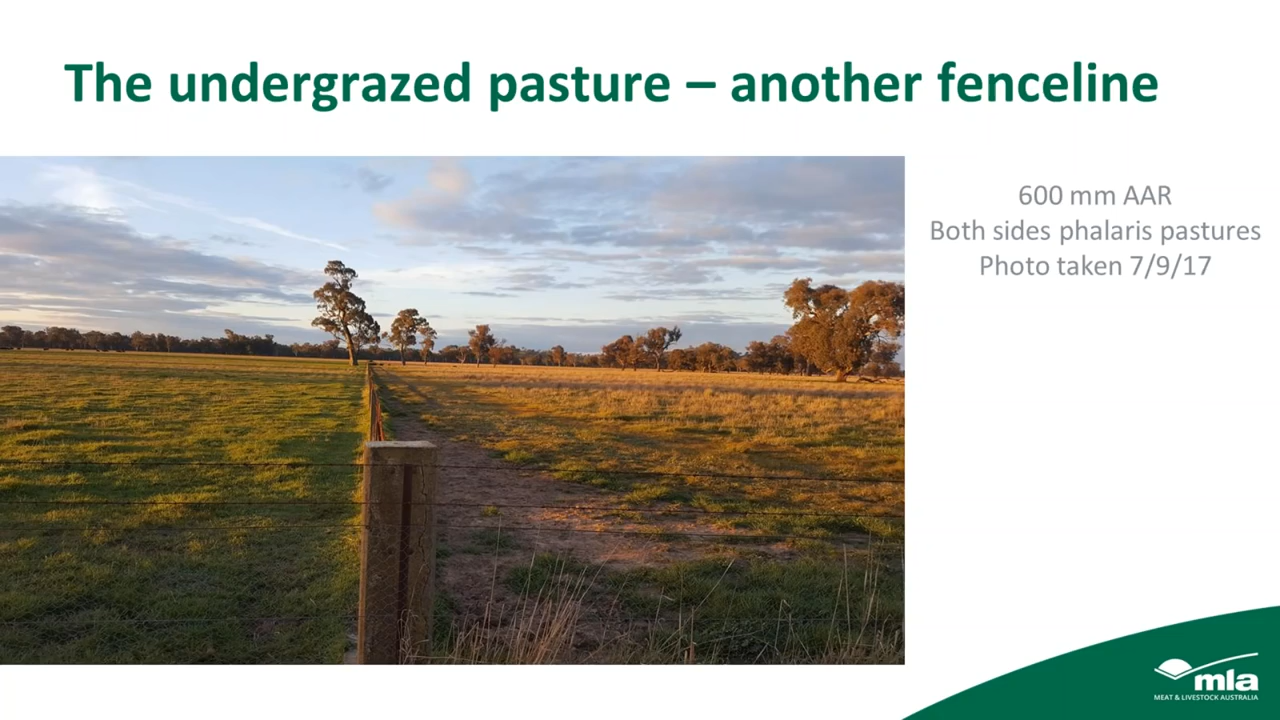 The undergrazed pasture – another fenceline
600 mm AAR
Both sides phalaris pastures
Photo taken 7/9/17
mla
MEAT & LIVESTOCK AUSTRALIA